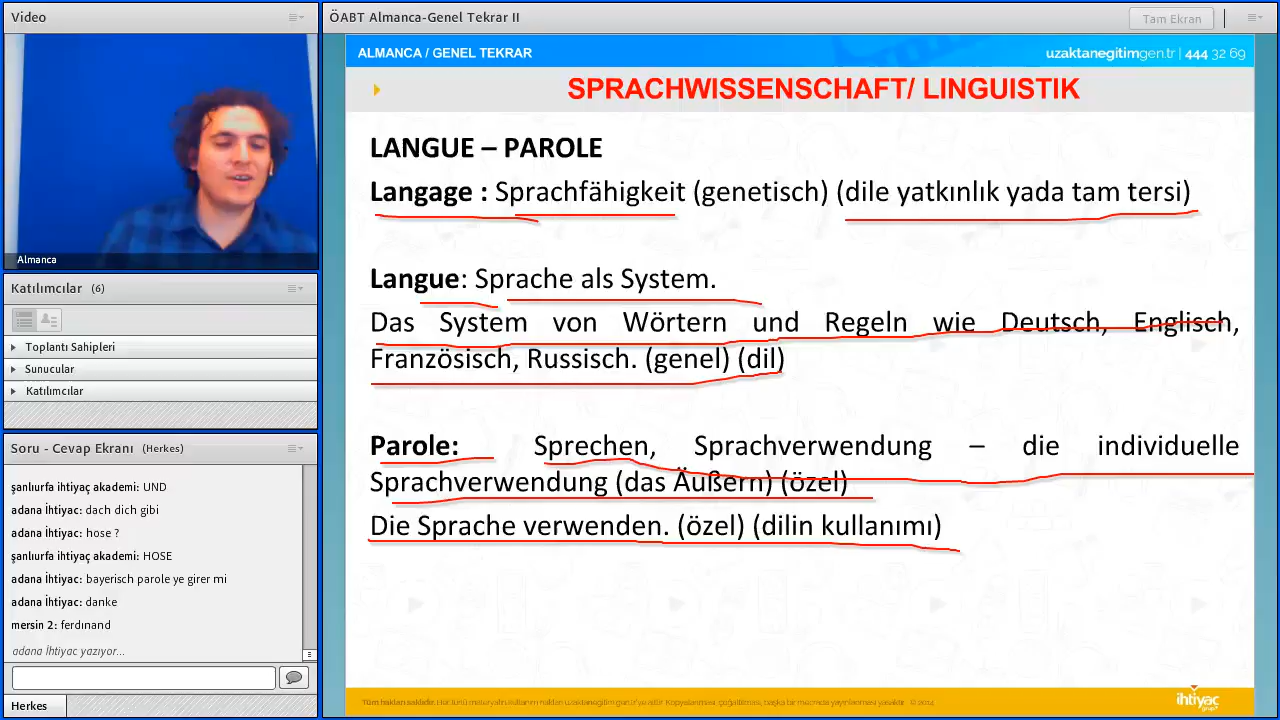 Video
ÖABT Almanca-Genel Tekrar II
Tam Ekran
ALMANCA / GENEL TEKRAR
uzaktanegitimgen.tr | 444 32 69
SPRACHWISSENSCHAFT/ LINGUISTIK
LANGUE – PAROLE
Langage : Sprachfähigkeit (genetisch) (dile yatkınlık yada tam tersi)
Langue: Sprache als System.
Das System von Wörtern und Regeln wie Deutsch, Englisch,
Französisch, Russisch. (genel) (dil)
Parole: Sprechen, Sprachverwendung – die individuelle
Sprachverwendung (das Äußern) (özel)
Die Sprache verwenden. (özel) (dilin kullanımı)
Almanca
Katılımcılar (6)
Toplantı Sahipleri
Sunucular
Katılımcılar
Soru - Cevap Ekranı (Herkes)
şanlıurfa ihtiyaç akademi: UND
adana İhtiyaç: dach dich gibi
adana İhtiyaç: hose ?
şanlıurfa ihtiyaç akademi: HOSE
adana İhtiyaç: bayerisch parole ye girer mi
adana İhtiyaç: danke
mersin 2: ferdınand
adana İhtiyaç yazıyor...
Herkes
Tüm hakları saklıdır.
© 2014
ihtiyaç